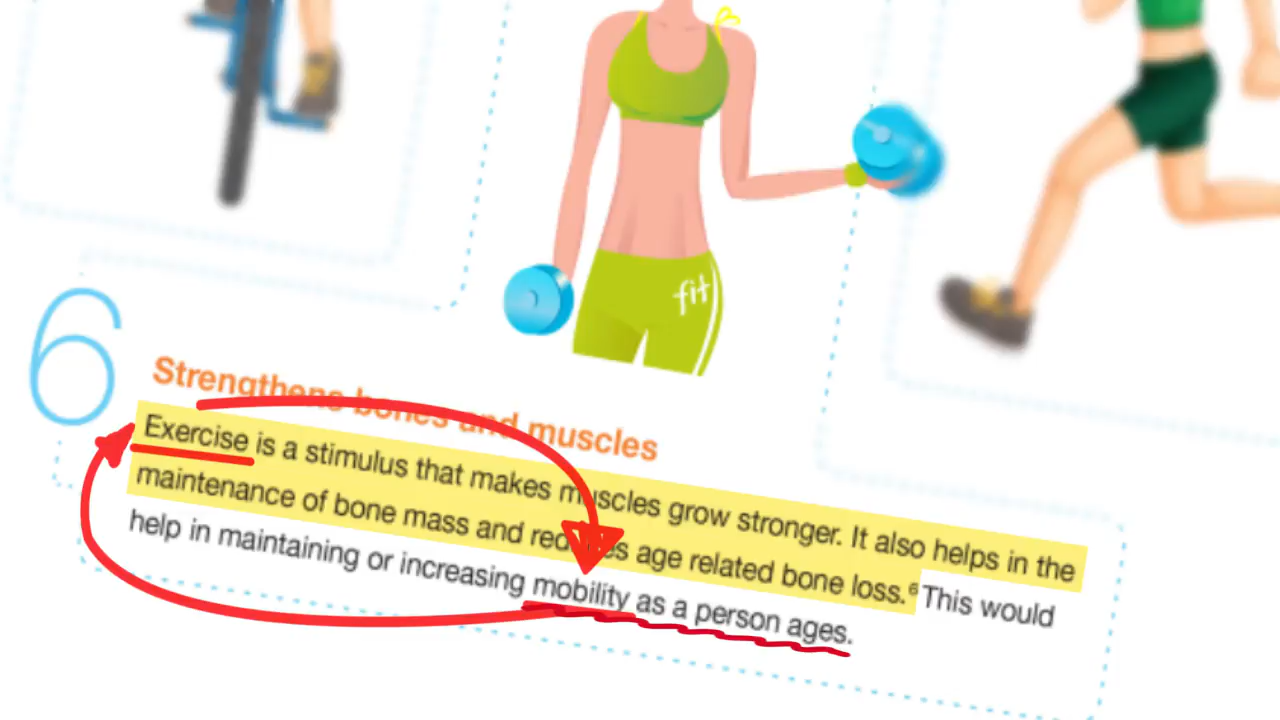 fit
6
Strengthens bones and muscles
Exercise is a stimulus that makes muscles grow stronger. It also helps in the
maintenance of bone mass and reduces age related bone loss.⁶ This would
help in maintaining or increasing mobility as a person ages.